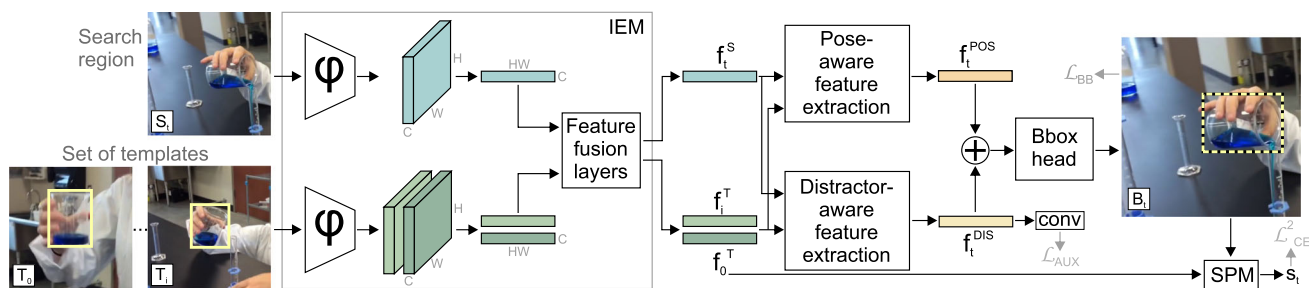 Search
region
S_t
Set of templates
T_0
...
T_i
IEM
φ
H
W
C
HW
C
φ
H
W
C
HW
C
Feature
fusion
layers
f_t^S
f_i^T
f_0^T
Pose-
aware
feature
extraction
Distractor-
aware
feature
extraction
f_t^POS
f_t^DIS
+
conv
ℒ_AUX
Bbox
head
ℒ_BB
B_t
SPM
s_t
ℒ^2_CE